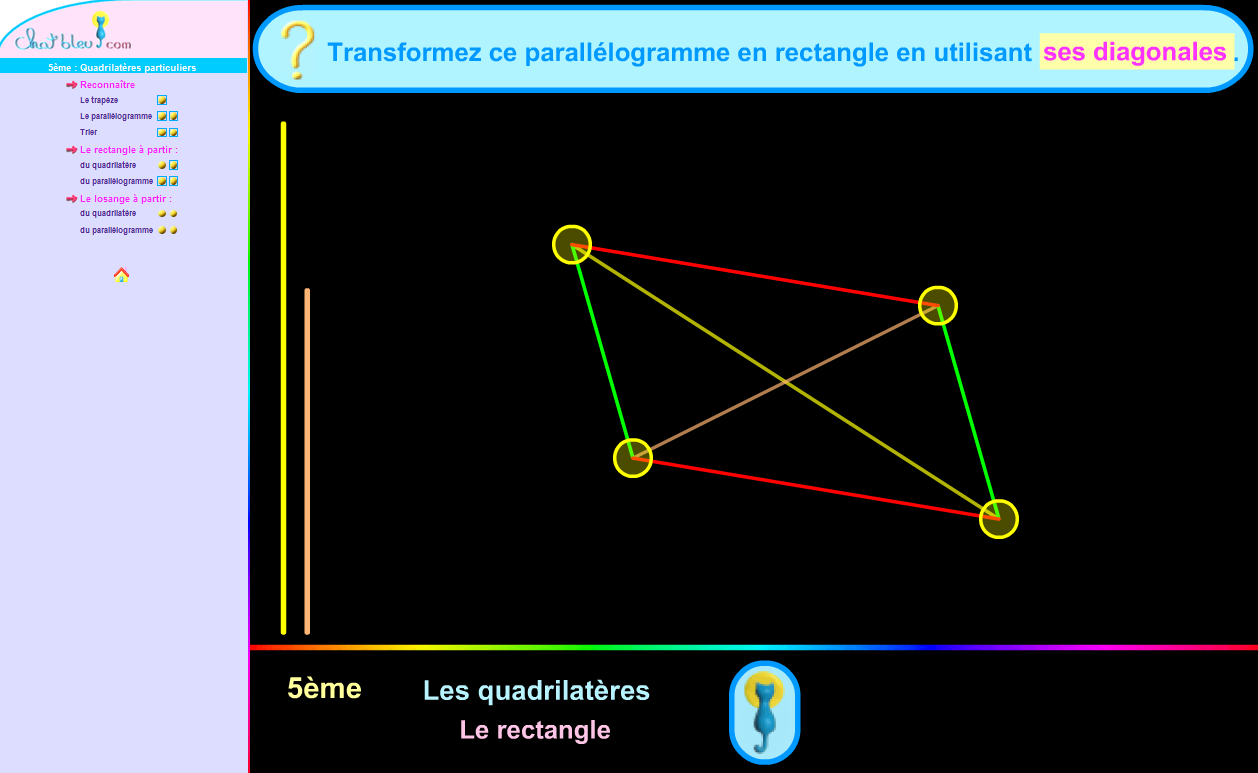 Chat bleu .com
5ème : Quadrilatères particuliers
Reconnaître
Le trapèze
Le parallélogramme
Trier
Le rectangle à partir :
du quadrilatère
du parallélogramme
Le losange à partir :
du quadrilatère
du parallélogramme
? Transformez ce parallélogramme en rectangle en utilisant ses diagonales .
5ème
Les quadrilatères
Le rectangle